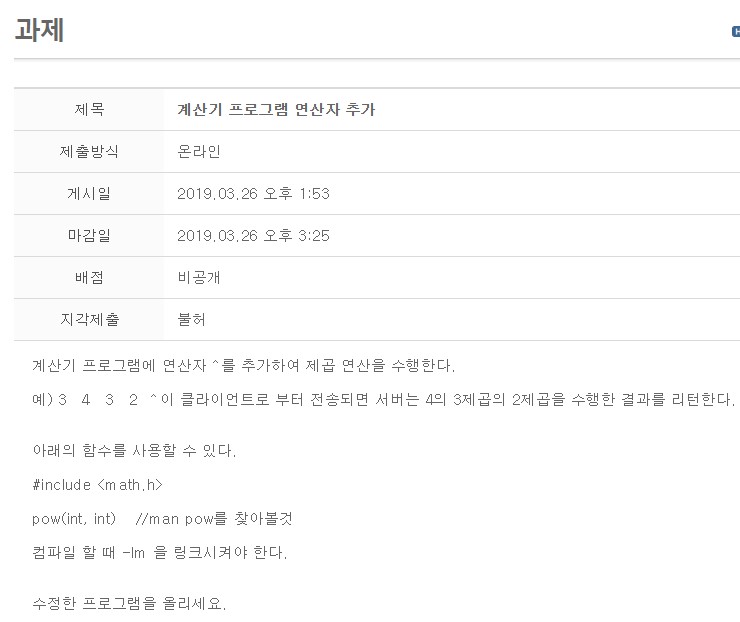 과제
제목 계산기 프로그램 연산자 추가
제출방식 온라인
게시일 2019.03.26 오후 1:53
마감일 2019.03.26 오후 3:25
배점 비공개
지각제출 불허
계산기 프로그램에 연산자 ^를 추가하여 제곱 연산을 수행한다.
예) 3 4 3 2 ^이 클라이언트로 부터 전송되면 서버는 4의 3제곱의 2제곱을 수행한 결과를 리턴한다.
아래의 함수를 사용할 수 있다.
#include <math.h>
pow(int, int) //man pow를 찾아볼것
컴파일 할 때 -lm 을 링크시켜야 한다.
수정한 프로그램을 올리세요.